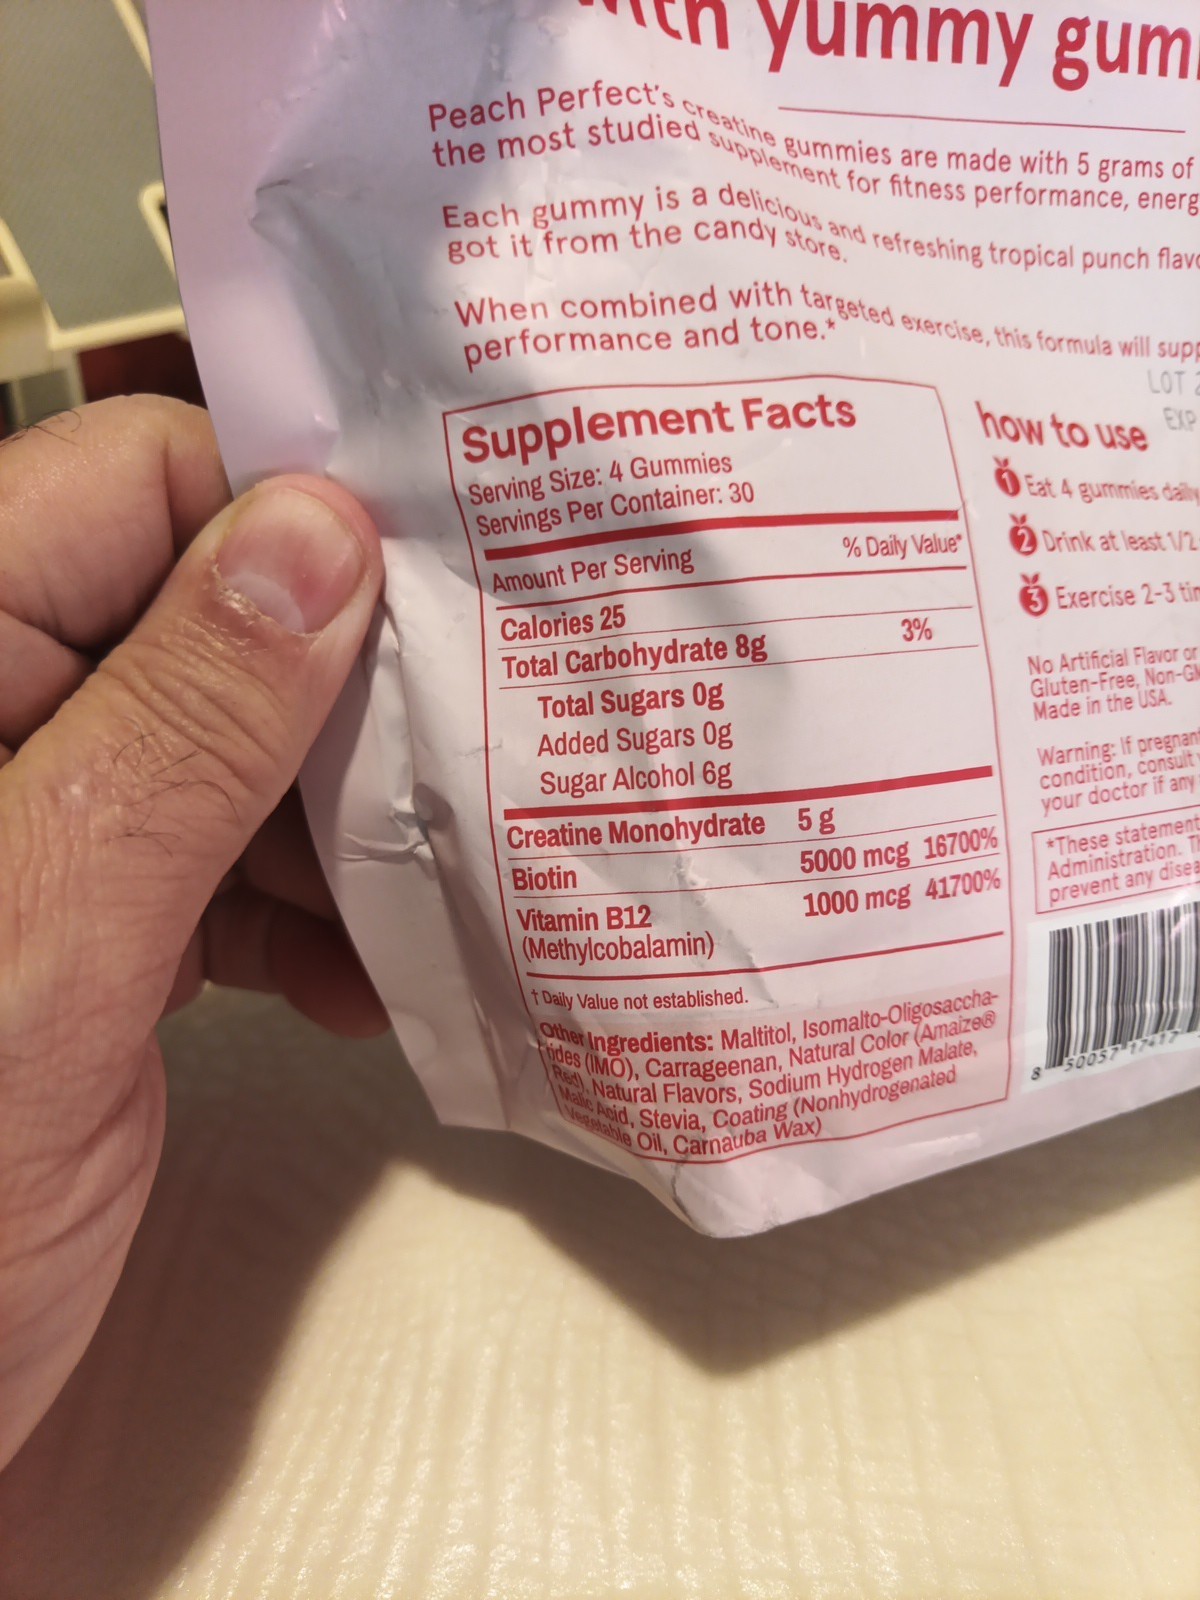 with yummy gum
Peach Perfect's creatine gummies are made with 5 grams of
the most studied supplement for fitness performance, energ
Each gummy is a delicious and refreshing tropical punch flavo
got it from the candy store.
When combined with targeted exercise, this formula will supp
performance and tone.*
LOT
EXP
Supplement Facts
Serving Size: 4 Gummies
Servings Per Container: 30
Amount Per Serving % Daily Value*
Calories 25
Total Carbohydrate 8g 3%
Total Sugars 0g
Added Sugars 0g
Sugar Alcohol 6g
Creatine Monohydrate 5 g
Biotin 5000 mcg 16700%
Vitamin B12 1000 mcg 41700%
(Methylcobalamin)
† Daily Value not established.
Other Ingredients: Maltitol, Isomalto-Oligosaccha-
rides (IMO), Carrageenan, Natural Color (Amaize®
Red), Natural Flavors, Sodium Hydrogen Malate,
Malic Acid, Stevia, Coating (Nonhydrogenated
Vegetable Oil, Carnauba Wax)
how to use
1 Eat 4 gummies daily
2 Drink at least 1/2
3 Exercise 2-3 tim
No Artificial Flavor or
Gluten-Free, Non-GM
Made in the USA.
Warning: If pregnant
condition, consult
your doctor if any
*These statement
Administration. Th
prevent any disea
8 50057 17417